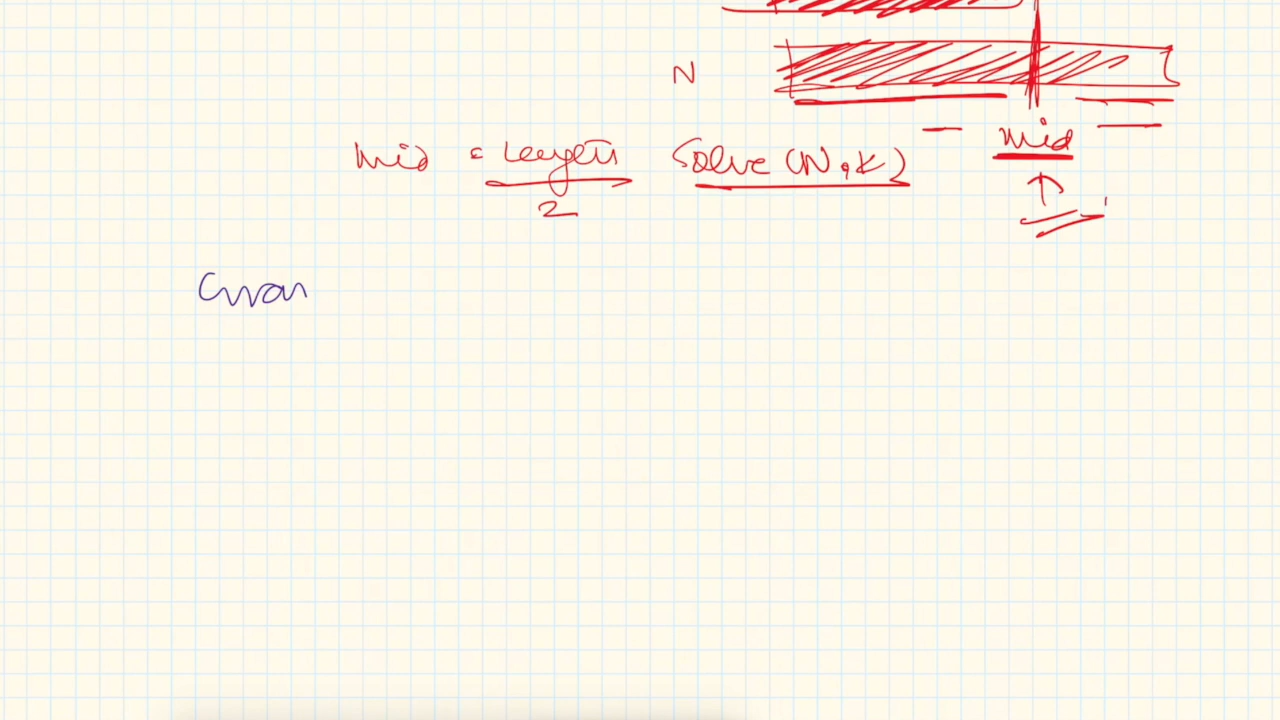 N
mid
mid = Length/2 Solve(N,K)